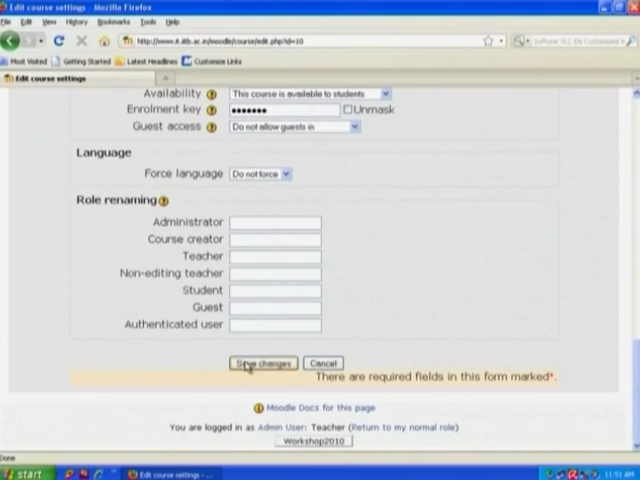 Edit course settings - Mozilla Firefox
File Edit View History Bookmarks Tools Help
http://www.it.iitb.ac.in/moodle/course/edit.php?id=10
Most Visited Getting Started Latest Headlines Customize Links
Edit course settings
Availability This course is available to students
Enrolment key ••••••• Unmask
Guest access Do not allow guests in
Language
Force language Do not force
Role renaming
Administrator
Course creator
Teacher
Non-editing teacher
Student
Guest
Authenticated user
Save changes Cancel
There are required fields in this form marked*.
Moodle Docs for this page
You are logged in as Admin User: Teacher (Return to my normal role)
Workshop2010
Done
start Edit course settings - ... 11:51 AM